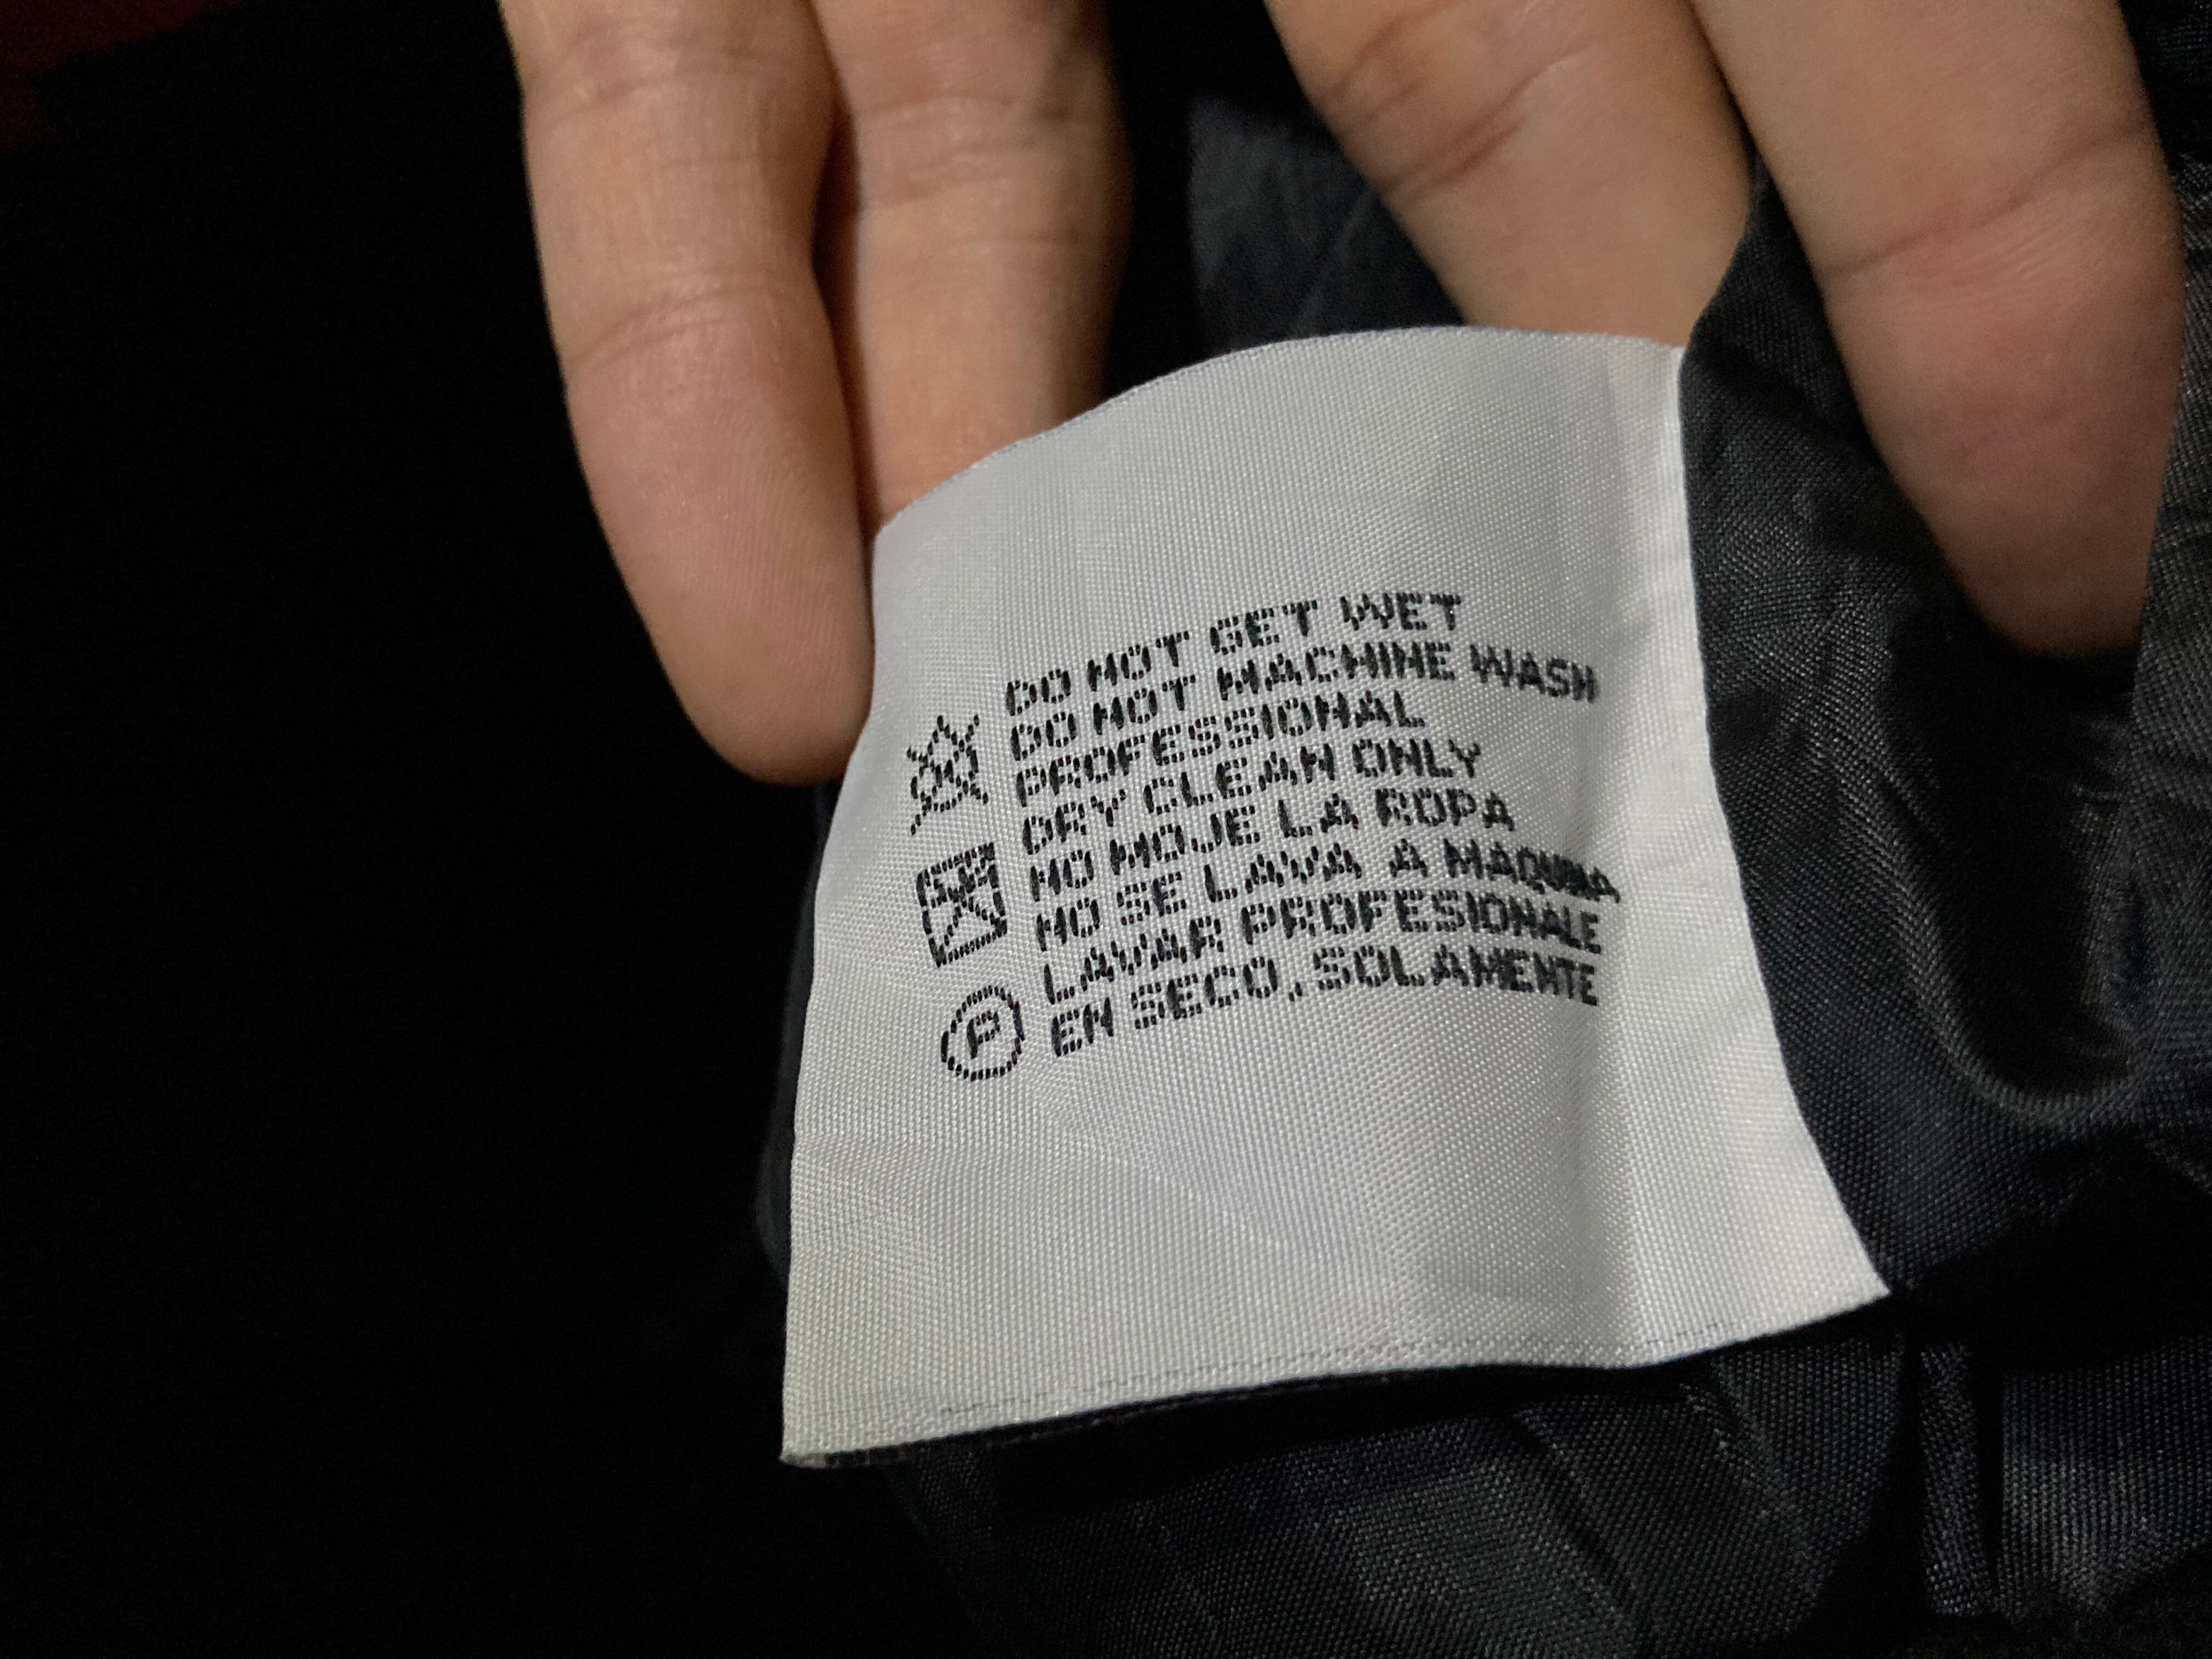 DO NOT GET WET
DO NOT MACHINE WASH
PROFESSIONAL
DRY CLEAN ONLY
NO MOJE LA ROPA
NO SE LAVA A MAQUINA
LAVAR PROFESIONALE
EN SECO, SOLAMENTE
P